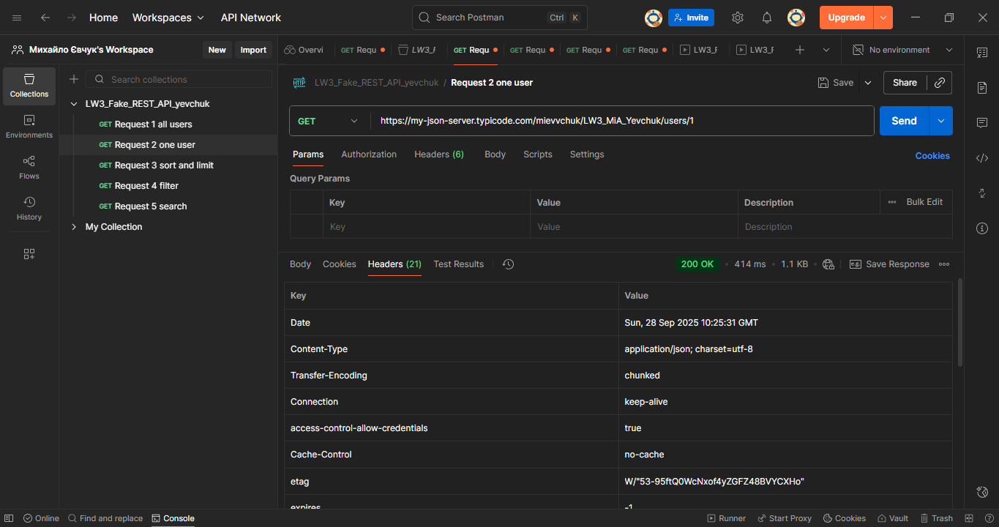 Home Workspaces API Network Search Postman Ctrl K Invite Upgrade
Михайло Євчук's Workspace New Import
Overvi GET Requ LW3_F GET Requ GET Requ GET Requ GET Requ LW3_F LW3_F No environment
Collections
Environments
Flows
History
Search collections
LW3_Fake_REST_API_yevchuk
GET Request 1 all users
GET Request 2 one user
GET Request 3 sort and limit
GET Request 4 filter
GET Request 5 search
My Collection
HTTP LW3_Fake_REST_API_yevchuk / Request 2 one user Save Share
GET https://my-json-server.typicode.com/mievvchuk/LW3_MiA_Yevchuk/users/1 Send
Params Authorization Headers (6) Body Scripts Settings Cookies
Query Params
Key Value Description Bulk Edit
Key Value Description
Body Cookies Headers (21) Test Results 200 OK 414 ms 1.1 KB e.g. Save Response
Key Value
Date Sun, 28 Sep 2025 10:25:31 GMT
Content-Type application/json; charset=utf-8
Transfer-Encoding chunked
Connection keep-alive
access-control-allow-credentials true
Cache-Control no-cache
etag W/"53-95ftQ0WcNxof4yZGFZ48BVYCXHo"
expires -1
Online Find and replace Console Runner Start Proxy Cookies Vault Trash